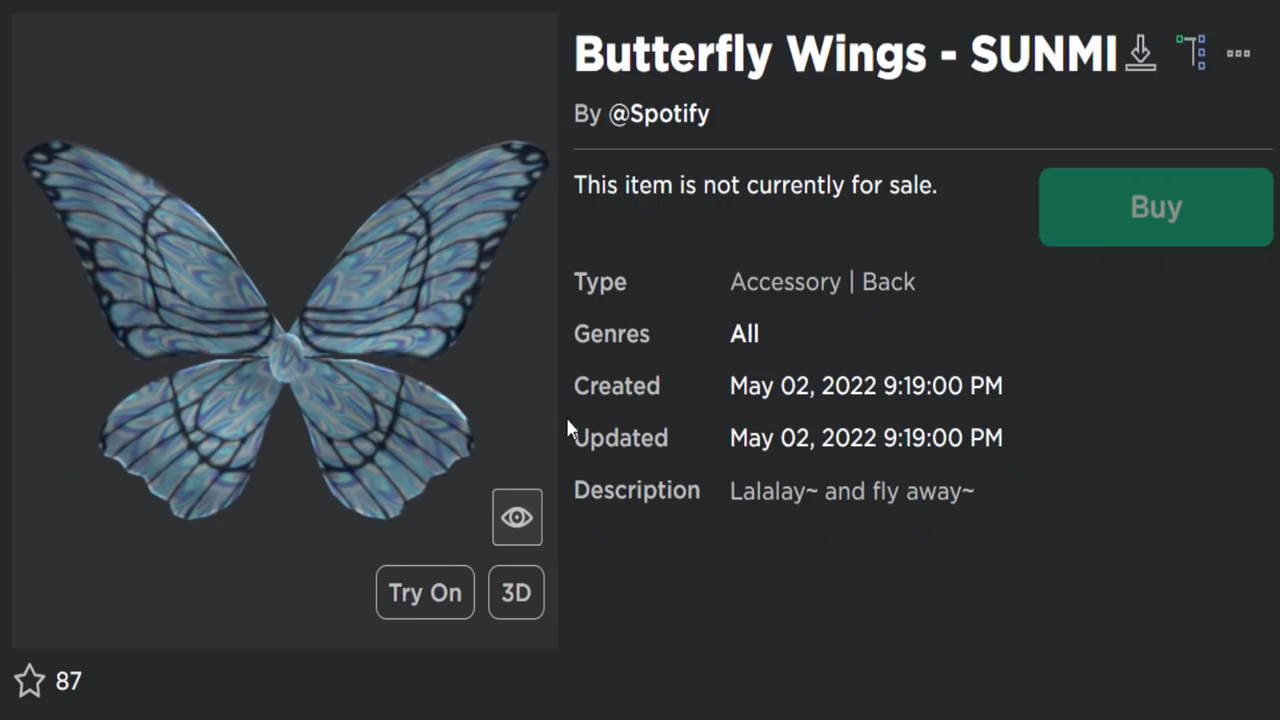 Butterfly Wings - SUNMI
By @Spotify
This item is not currently for sale.
Buy
Type Accessory | Back
Genres All
Created May 02, 2022 9:19:00 PM
Updated May 02, 2022 9:19:00 PM
Description Lalalay~ and fly away~
Try On 3D
87